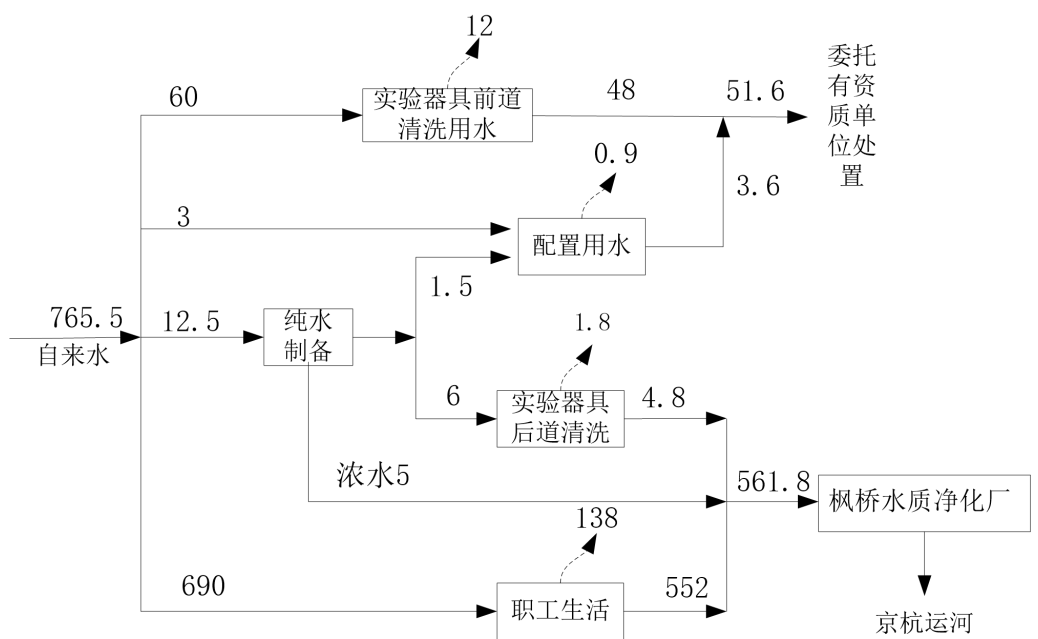 12
委托
有资
质单
位处
置
60
实验器具前道
清洗用水
48
51.6
0.9
3.6
3
配置用水
1.5
765.5
自来水
12.5
纯水
制备
1.8
6
实验器具
后道清洗
4.8
浓水5
561.8
枫桥水质净化厂
138
690
职工生活
552
京杭运河